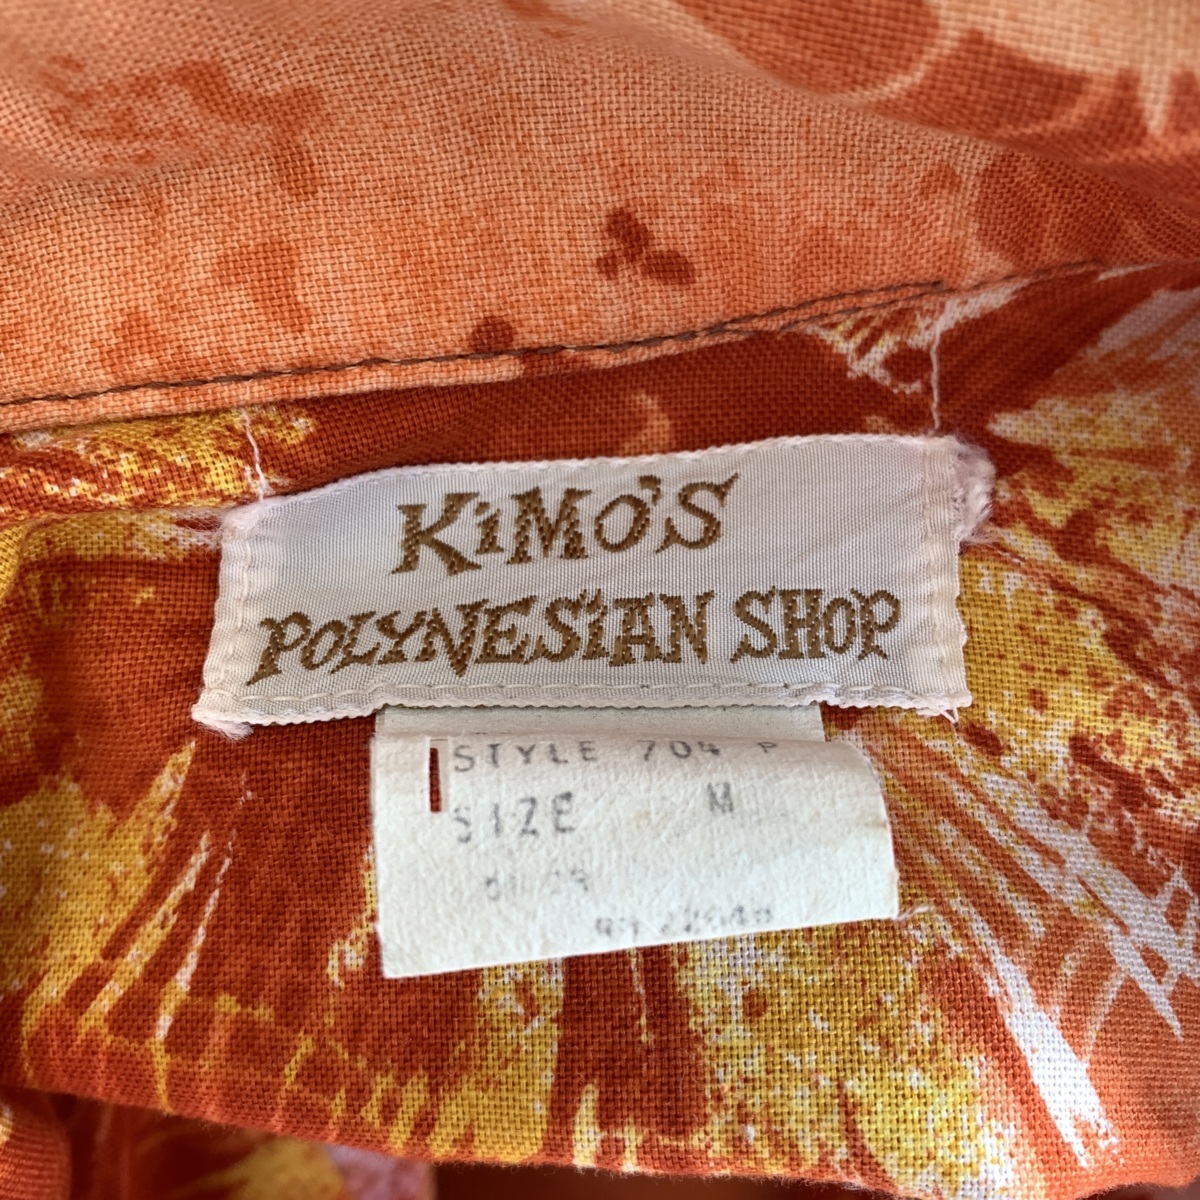 KiMO'S
POLYNESiAN SHOP
STYLE 704 P
SIZE M